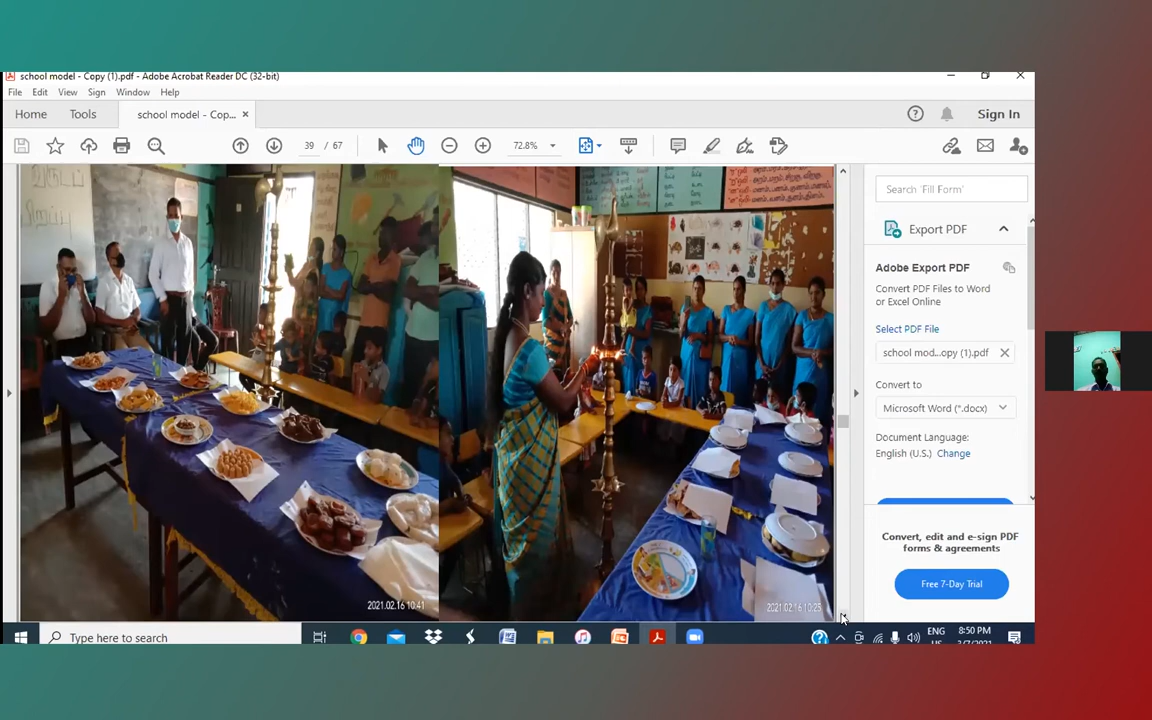 school model - Copy (1).pdf - Adobe Acrobat Reader DC (32-bit)
File Edit View Sign Window Help
Home Tools school model - Cop... × Sign In
39 / 67 72.8%
Search 'Fill Form'
Export PDF
Adobe Export PDF
Convert PDF Files to Word
or Excel Online
Select PDF File
school mod...opy (1).pdf
Convert to
Microsoft Word (*.docx)
Document Language:
English (U.S.) Change
Convert, edit and e-sign PDF
forms & agreements
Free 7-Day Trial
2021.02.16 10:41
2021.02.16 10:25
Type here to search
ENG
8:50 PM